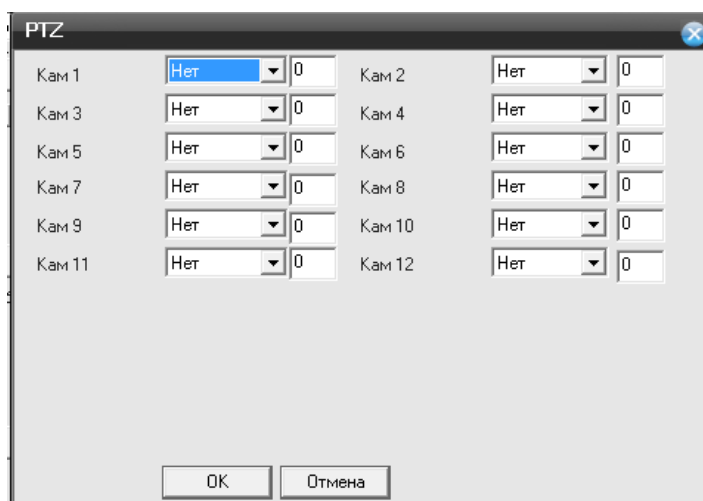 PTZ
Кам 1 Нет 0 Кам 2 Нет 0
Кам 3 Нет 0 Кам 4 Нет 0
Кам 5 Нет 0 Кам 6 Нет 0
Кам 7 Нет 0 Кам 8 Нет 0
Кам 9 Нет 0 Кам 10 Нет 0
Кам 11 Нет 0 Кам 12 Нет 0
OK Отмена